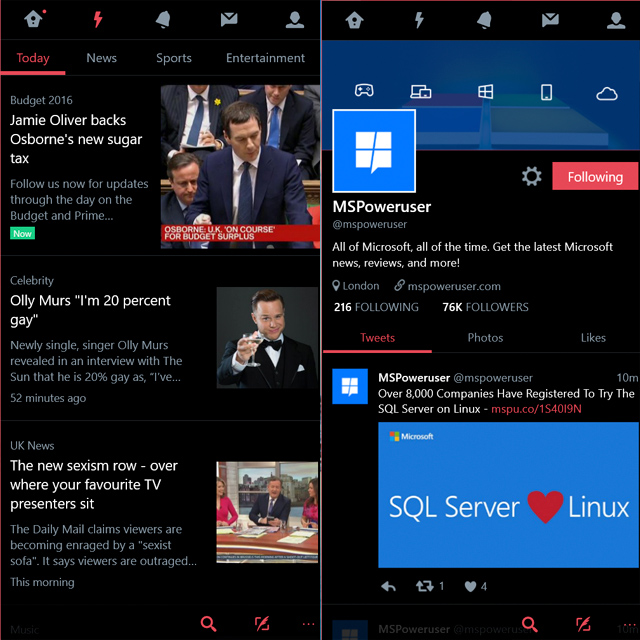 Today News Sports Entertainment
Budget 2016
Jamie Oliver backs
Osborne's new sugar
tax
Follow us now for updates
through the day on the
Budget and Prime...
Now
OSBORNE: U.K. 'ON COURSE'
FOR BUDGET SURPLUS
Celebrity
Olly Murs "I'm 20 percent
gay"
Newly single, singer Olly Murs
revealed in an interview with The
Sun that he is 20% gay as, "I've...
52 minutes ago
UK News
The new sexism row - over
where your favourite TV
presenters sit
The Daily Mail claims viewers are
becoming enraged by a "sexist
sofa". It says viewers are outraged...
This morning
Music
Following
MSPoweruser
@mspoweruser
All of Microsoft, all of the time. Get the latest Microsoft
news, reviews, and more!
London mspoweruser.com
216 FOLLOWING 76K FOLLOWERS
Tweets Photos Likes
MSPoweruser @mspoweruser 10m
Over 8,000 Companies Have Registered To Try The
SQL Server on Linux - mspu.co/1S40I9N
Microsoft
SQL Server Linux
1 4
MSPoweruser @mspoweruser